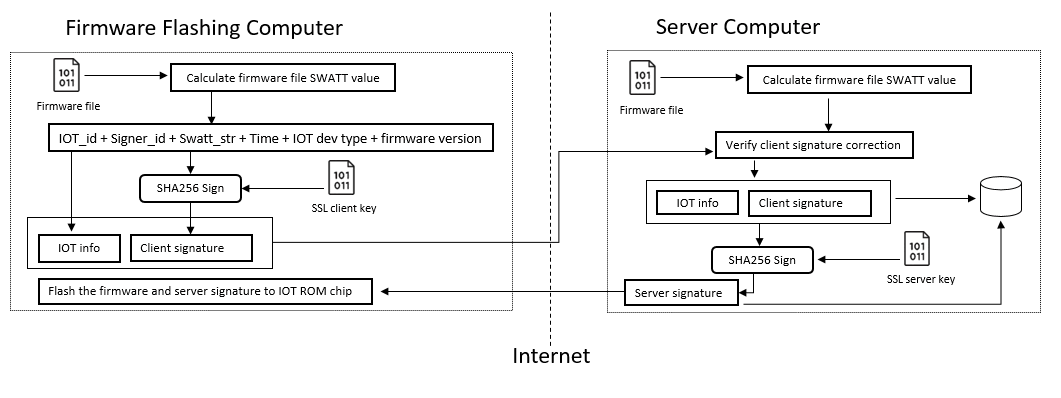 Firmware Flashing Computer
Server Computer
101
011
Firmware file
Calculate firmware file SWATT value
IOT_id + Signer_id + Swatt_str + Time + IOT dev type + firmware version
SHA256 Sign
101
011
SSL client key
IOT info
Client signature
Flash the firmware and server signature to IOT ROM chip
101
011
Firmware file
Calculate firmware file SWATT value
Verify client signature correction
IOT info
Client signature
SHA256 Sign
101
011
SSL server key
Server signature
Internet